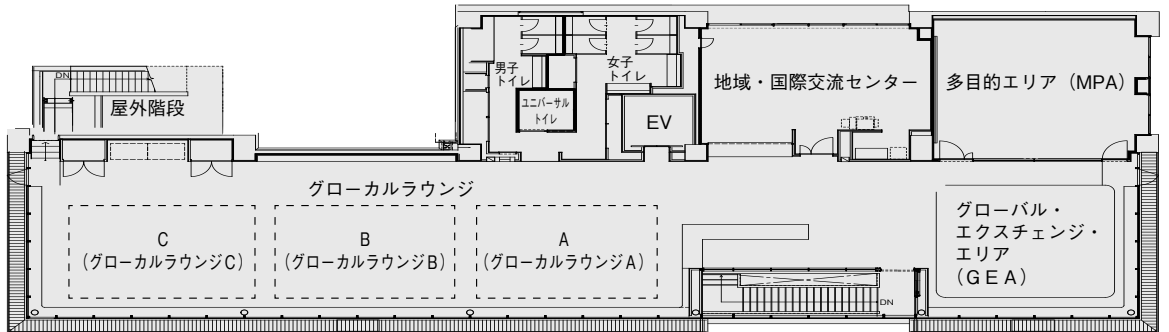 DN
屋外階段
男子
トイレ
女子
トイレ
ユニバーサル
トイレ
EV
地域・国際交流センター
多目的エリア（MPA）
グローカルラウンジ
C
（グローカルラウンジC）
B
（グローカルラウンジB）
A
（グローカルラウンジA）
グローバル・
エクスチェンジ・
エリア
（ＧＥＡ）
DN